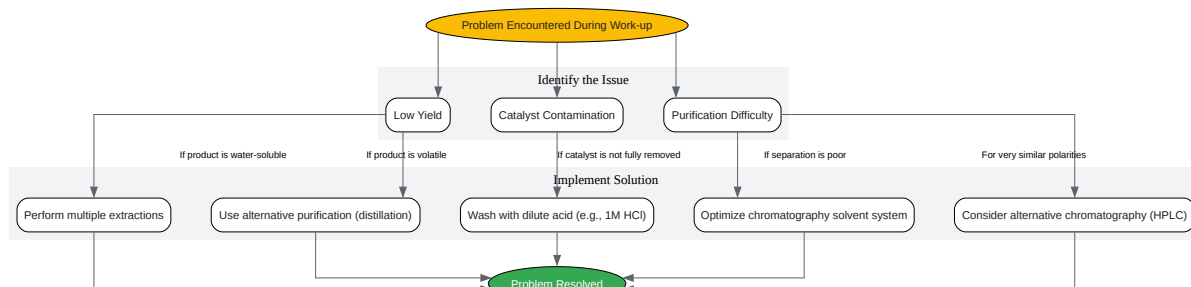 Problem Encountered During Work-up
Identify the Issue
Low Yield
Catalyst Contamination
Purification Difficulty
If product is water-soluble
If product is volatile
If catalyst is not fully removed
If separation is poor
For very similar polarities
Implement Solution
Perform multiple extractions
Use alternative purification (distillation)
Wash with dilute acid (e.g., 1M HCl)
Optimize chromatography solvent system
Consider alternative chromatography (HPLC)
Problem Resolved